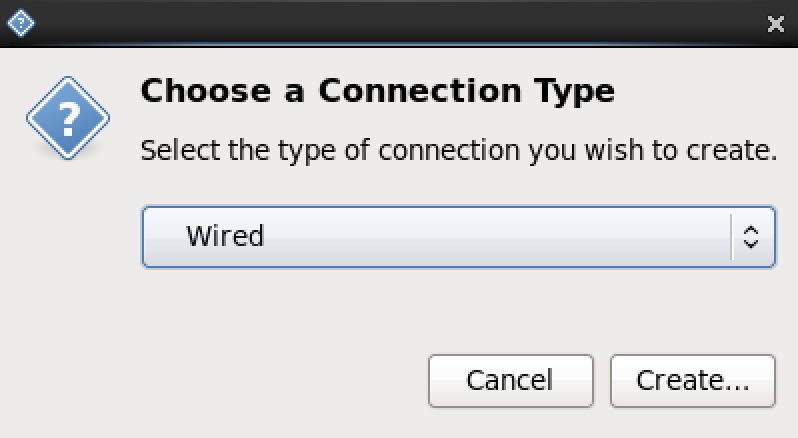 Choose a Connection Type
Select the type of connection you wish to create.
Wired
Cancel
Create...